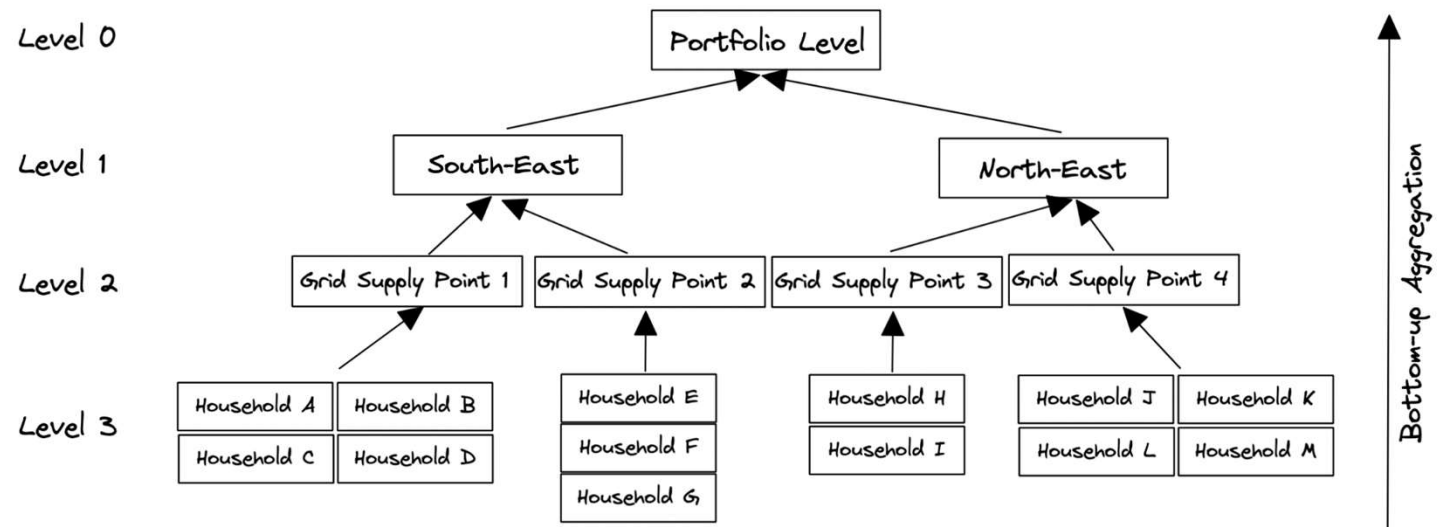 Level 0
Portfolio Level
Level 1
South-East
North-East
Level 2
Grid Supply Point 1
Grid Supply Point 2
Grid Supply Point 3
Grid Supply Point 4
Level 3
Household A
Household B
Household C
Household D
Household E
Household F
Household G
Household H
Household I
Household J
Household K
Household L
Household M
Bottom-up Aggregation